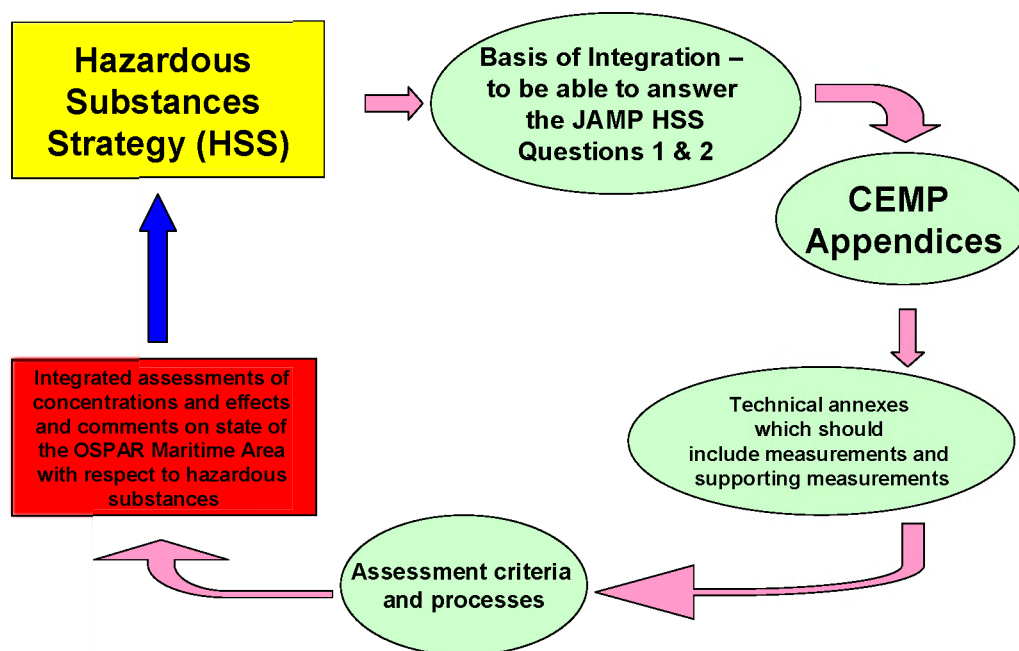 Hazardous
Substances
Strategy (HSS)
Basis of Integration –
to be able to answer
the JAMP HSS
Questions 1 & 2
CEMP
Appendices
Technical annexes
which should
include measurements and
supporting measurements
Assessment criteria
and processes
Integrated assessments of
concentrations and effects
and comments on state of
the OSPAR Maritime Area
with respect to hazardous
substances